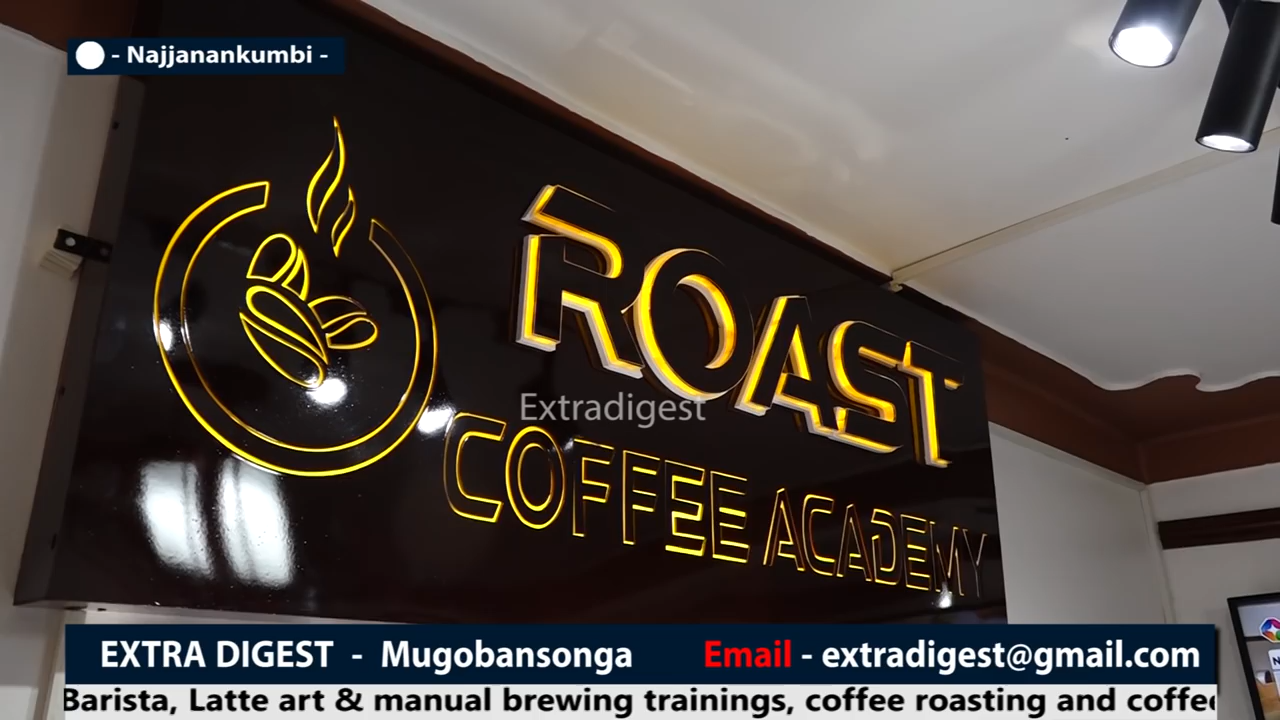 - Najjanankumbi -
ROAST
COFFEE ACADEMY
Extradigest
EXTRA DIGEST - Mugobansonga Email - extradigest@gmail.com
Barista, Latte art & manual brewing trainings, coffee roasting and coffee